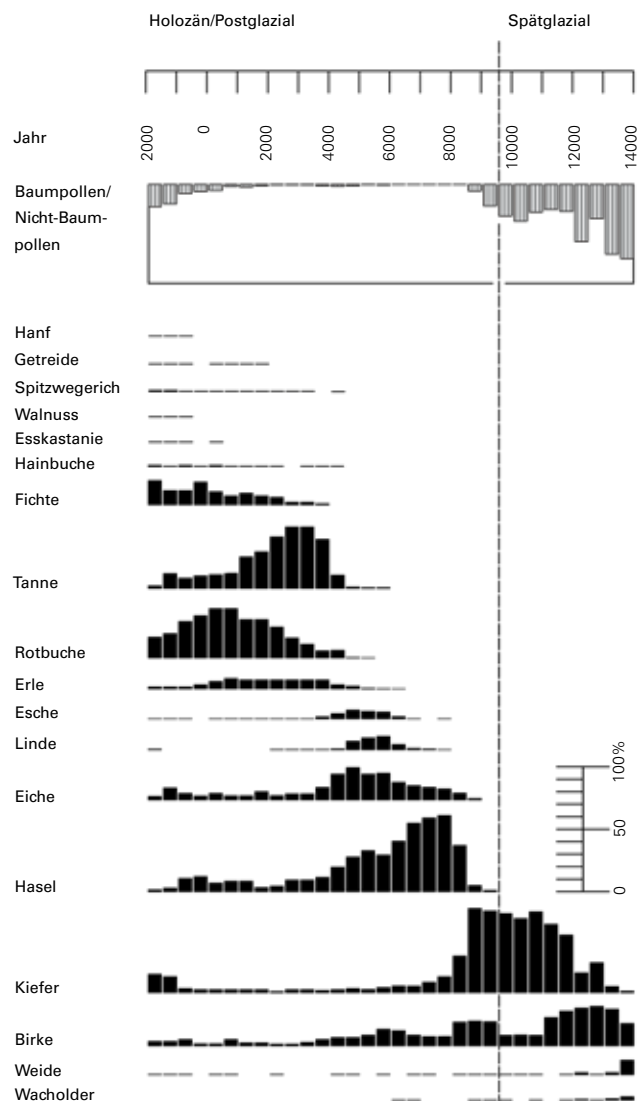 Holozän/Postglazial Spätglazial
Jahr 2000 0 2000 4000 6000 8000 10000 12000 14000
Baumpollen/
Nicht-Baum-
pollen
Hanf
Getreide
Spitzwegerich
Walnuss
Esskastanie
Hainbuche
Fichte
Tanne
Rotbuche
Erle
Esche
Linde
Eiche
100%
50
0
Hasel
Kiefer
Birke
Weide
Wacholder